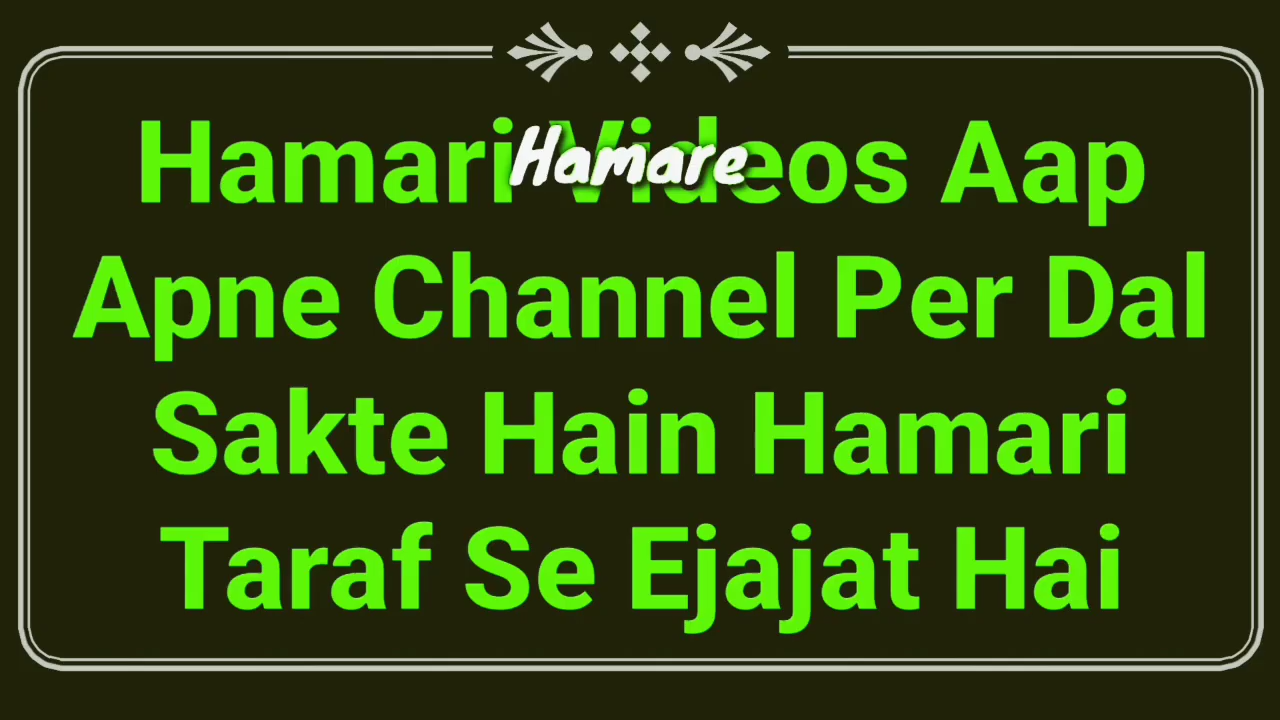 Hamari Videos Aap
Hamare
Apne Channel Per Dal
Sakte Hain Hamari
Taraf Se Ejajat Hai